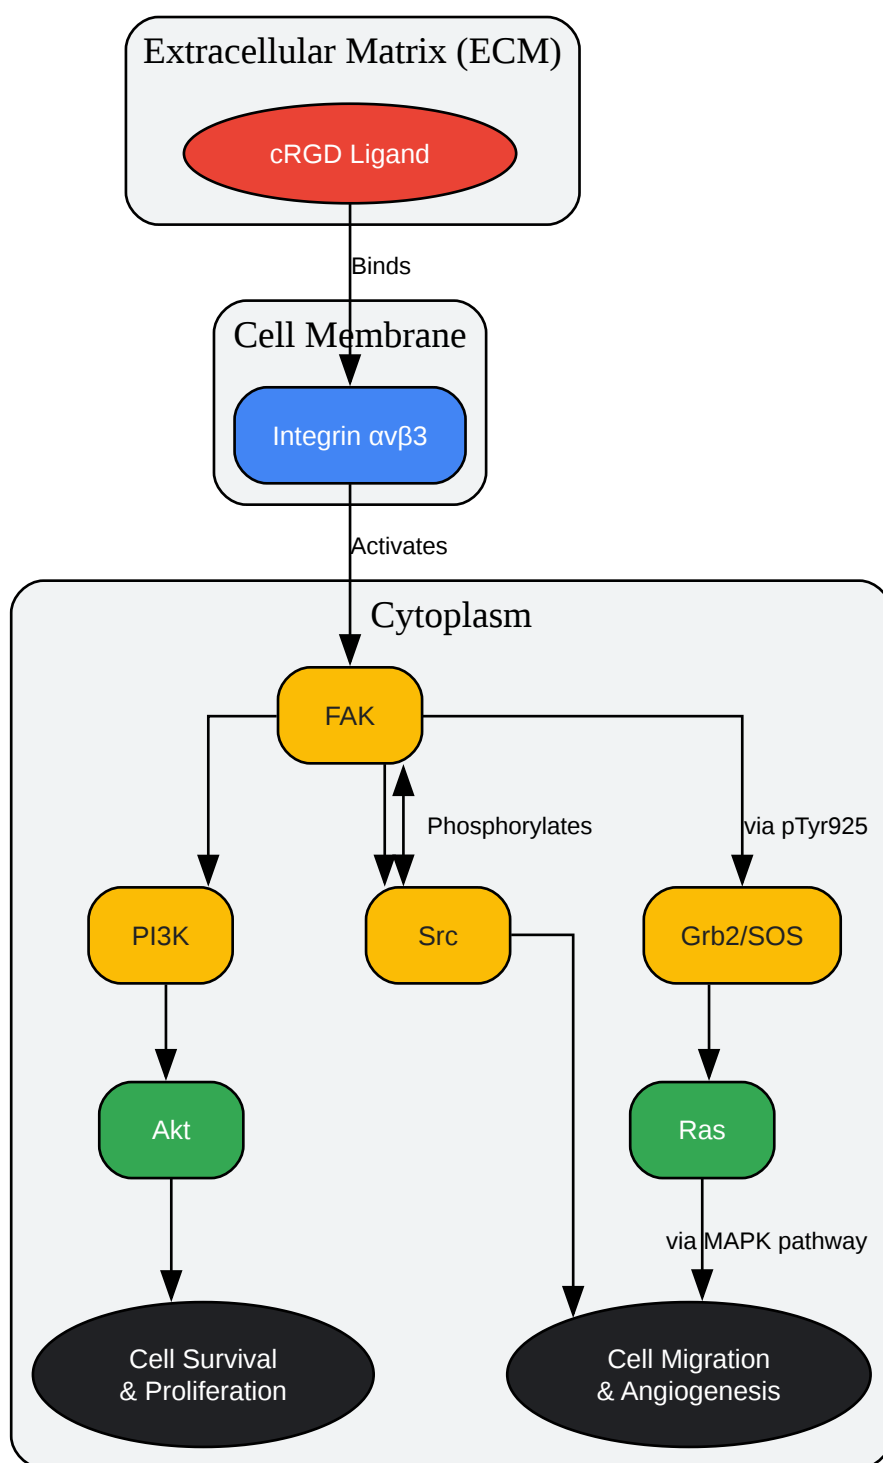 Extracellular Matrix (ECM)
cRGD Ligand
Binds
Cell Membrane
Integrin αvβ3
Activates
Cytoplasm
FAK
Phosphorylates
via pTyr925
PI3K
Src
Grb2/SOS
Akt
Ras
via MAPK pathway
Cell Survival
& Proliferation
Cell Migration
& Angiogenesis